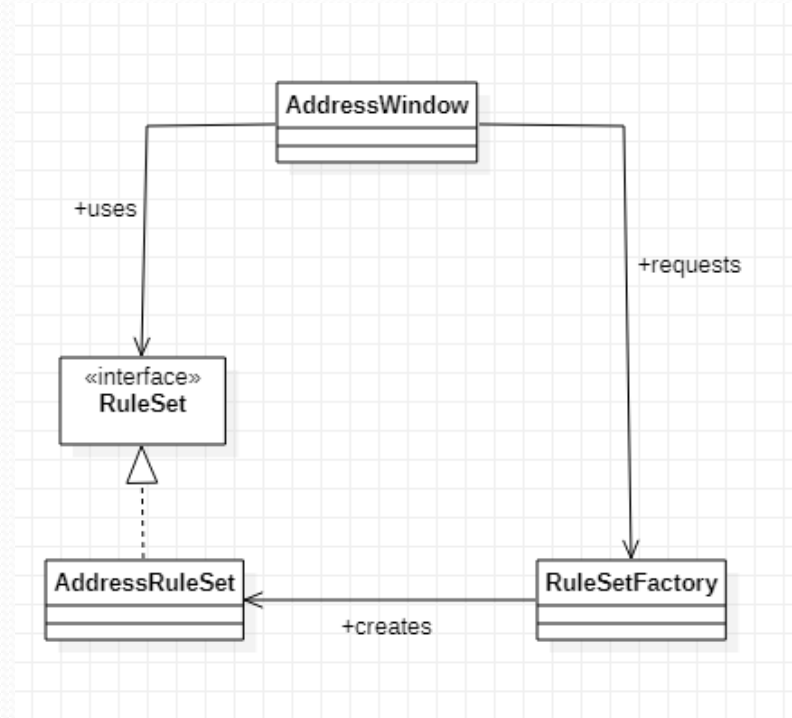 AddressWindow
+uses
+requests
«interface»
RuleSet
AddressRuleSet
RuleSetFactory
+creates